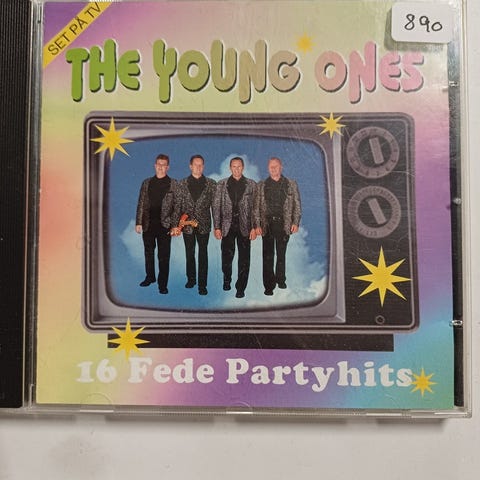 SET PÅ TV
THE YOUNG ONES
890
16 Fede Partyhits